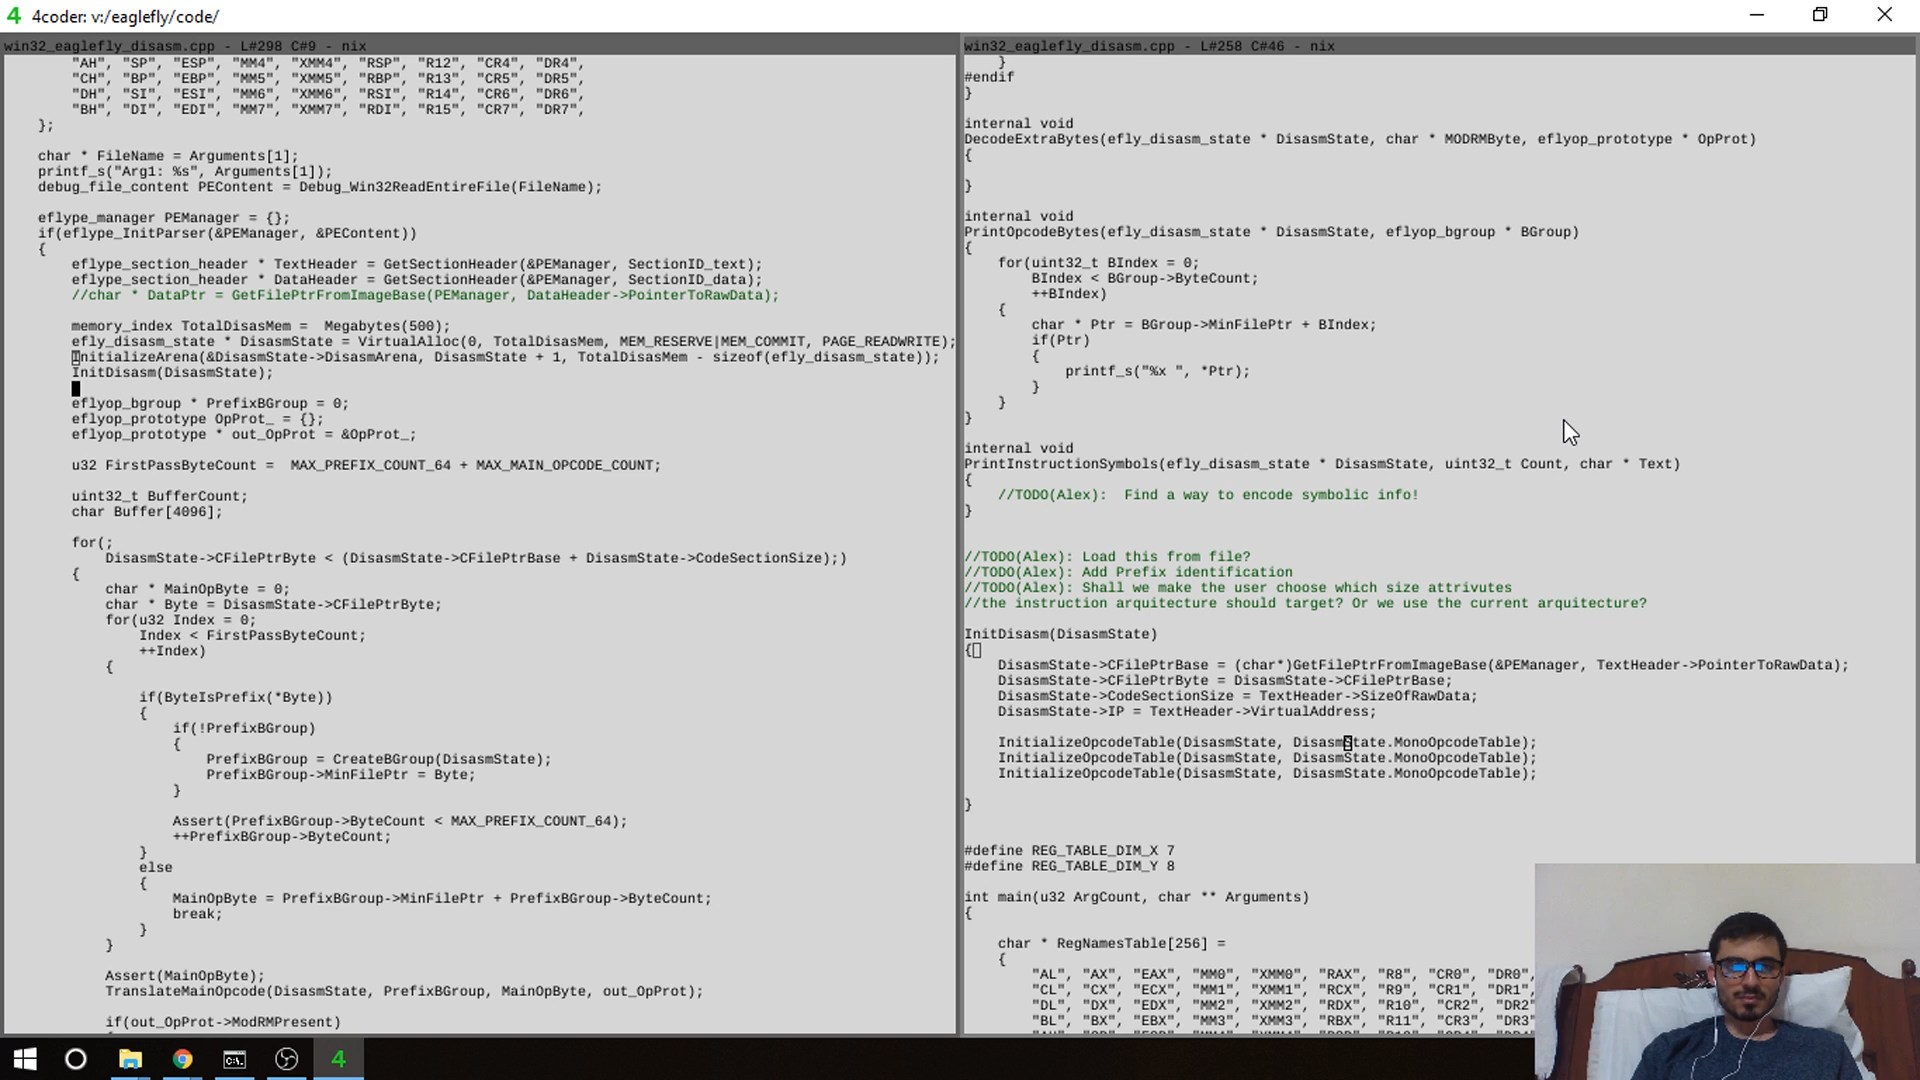 4coder: v:/eaglefly/code/
win32_eaglefly_disasm.cpp - L#298 C#9 - nix
"AH", "SP", "ESP", "MM4", "XMM4", "RSP", "R12", "CR4", "DR4",
"CH", "BP", "EBP", "MM5", "XMM5", "RBP", "R13", "CR5", "DR5",
"DH", "SI", "ESI", "MM6", "XMM6", "RSI", "R14", "CR6", "DR6",
"BH", "DI", "EDI", "MM7", "XMM7", "RDI", "R15", "CR7", "DR7",
};
char * FileName = Arguments[1];
printf_s("Arg1: %s", Arguments[1]);
debug_file_content PEContent = Debug_Win32ReadEntireFile(FileName);
eflype_manager PEManager = {};
if(eflype_InitParser(&PEManager, &PEContent))
{
eflype_section_header * TextHeader = GetSectionHeader(&PEManager, SectionID_text);
eflype_section_header * DataHeader = GetSectionHeader(&PEManager, SectionID_data);
//char * DataPtr = GetFilePtrFromImageBase(PEManager, DataHeader->PointerToRawData);
memory_index TotalDisasMem =  Megabytes(500);
efly_disasm_state * DisasmState = VirtualAlloc(0, TotalDisasMem, MEM_RESERVE|MEM_COMMIT, PAGE_READWRITE);
InitializeArena(&DisasmState->DisasmArena, DisasmState + 1, TotalDisasMem - sizeof(efly_disasm_state));
InitDisasm(DisasmState);
eflyop_bgroup * PrefixBGroup = 0;
eflyop_prototype OpProt_ = {};
eflyop_prototype * out_OpProt = &OpProt_;
u32 FirstPassByteCount =  MAX_PREFIX_COUNT_64 + MAX_MAIN_OPCODE_COUNT;
uint32_t BufferCount;
char Buffer[4096];
for(;
DisasmState->CFilePtrByte < (DisasmState->CFilePtrBase + DisasmState->CodeSectionSize);)
{
char * MainOpByte = 0;
char * Byte = DisasmState->CFilePtrByte;
for(u32 Index = 0;
Index < FirstPassByteCount;
++Index)
{
if(ByteIsPrefix(*Byte))
{
if(!PrefixBGroup)
{
PrefixBGroup = CreateBGroup(DisasmState);
PrefixBGroup->MinFilePtr = Byte;
}
Assert(PrefixBGroup->ByteCount < MAX_PREFIX_COUNT_64);
++PrefixBGroup->ByteCount;
}
else
{
MainOpByte = PrefixBGroup->MinFilePtr + PrefixBGroup->ByteCount;
break;
}
}
Assert(MainOpByte);
TranslateMainOpcode(DisasmState, PrefixBGroup, MainOpByte, out_OpProt);
if(out_OpProt->ModRMPresent)
win32_eaglefly_disasm.cpp - L#258 C#46 - nix
}
#endif
}
internal void
DecodeExtraBytes(efly_disasm_state * DisasmState, char * MODRMByte, eflyop_prototype * OpProt)
{
}
internal void
PrintOpcodeBytes(efly_disasm_state * DisasmState, eflyop_bgroup * BGroup)
{
for(uint32_t BIndex = 0;
BIndex < BGroup->ByteCount;
++BIndex)
{
char * Ptr = BGroup->MinFilePtr + BIndex;
if(Ptr)
{
printf_s("%x ", *Ptr);
}
}
}
internal void
PrintInstructionSymbols(efly_disasm_state * DisasmState, uint32_t Count, char * Text)
{
//TODO(Alex):  Find a way to encode symbolic info!
}
//TODO(Alex): Load this from file?
//TODO(Alex): Add Prefix identification
//TODO(Alex): Shall we make the user choose which size attrivutes
//the instruction arquitecture should target? Or we use the current arquitecture?
InitDisasm(DisasmState)
{
DisasmState->CFilePtrBase = (char*)GetFilePtrFromImageBase(&PEManager, TextHeader->PointerToRawData);
DisasmState->CFilePtrByte = DisasmState->CFilePtrBase;
DisasmState->CodeSectionSize = TextHeader->SizeOfRawData;
DisasmState->IP = TextHeader->VirtualAddress;
InitializeOpcodeTable(DisasmState, DisasmState.MonoOpcodeTable);
InitializeOpcodeTable(DisasmState, DisasmState.MonoOpcodeTable);
InitializeOpcodeTable(DisasmState, DisasmState.MonoOpcodeTable);
}
#define REG_TABLE_DIM_X 7
#define REG_TABLE_DIM_Y 8
int main(u32 ArgCount, char ** Arguments)
{
char * RegNamesTable[256] =
{
"AL", "AX", "EAX", "MM0", "XMM0", "RAX", "R8", "CR0", "DR0",
"CL", "CX", "ECX", "MM1", "XMM1", "RCX", "R9", "CR1", "DR1",
"DL", "DX", "EDX", "MM2", "XMM2", "RDX", "R10", "CR2", "DR2"
"BL", "BX", "EBX", "MM3", "XMM3", "RBX", "R11", "CR3", "DR3"